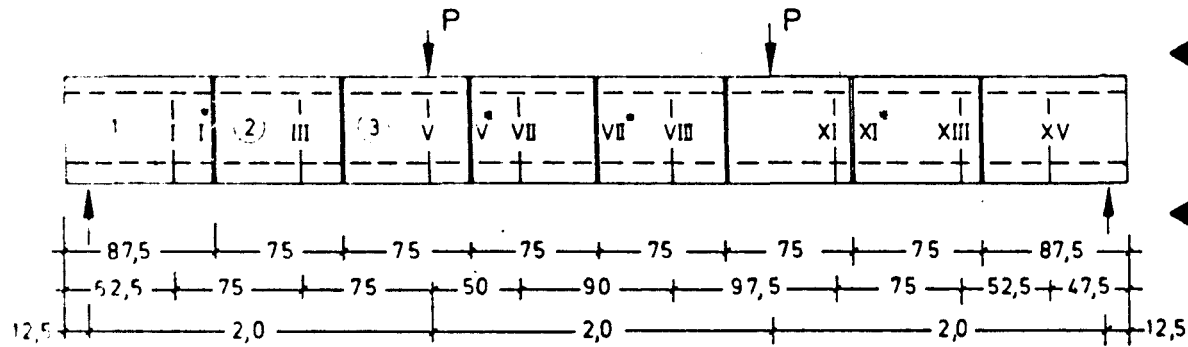 P P
1 I I* 2 III 3 V V* VII VII* VIII XI XI* XIII XV
87,5 75 75 75 75 75 75 87,5
62,5 75 75 50 90 97,5 75 52,5 47,5
12,5 2,0 2,0 2,0 12,5